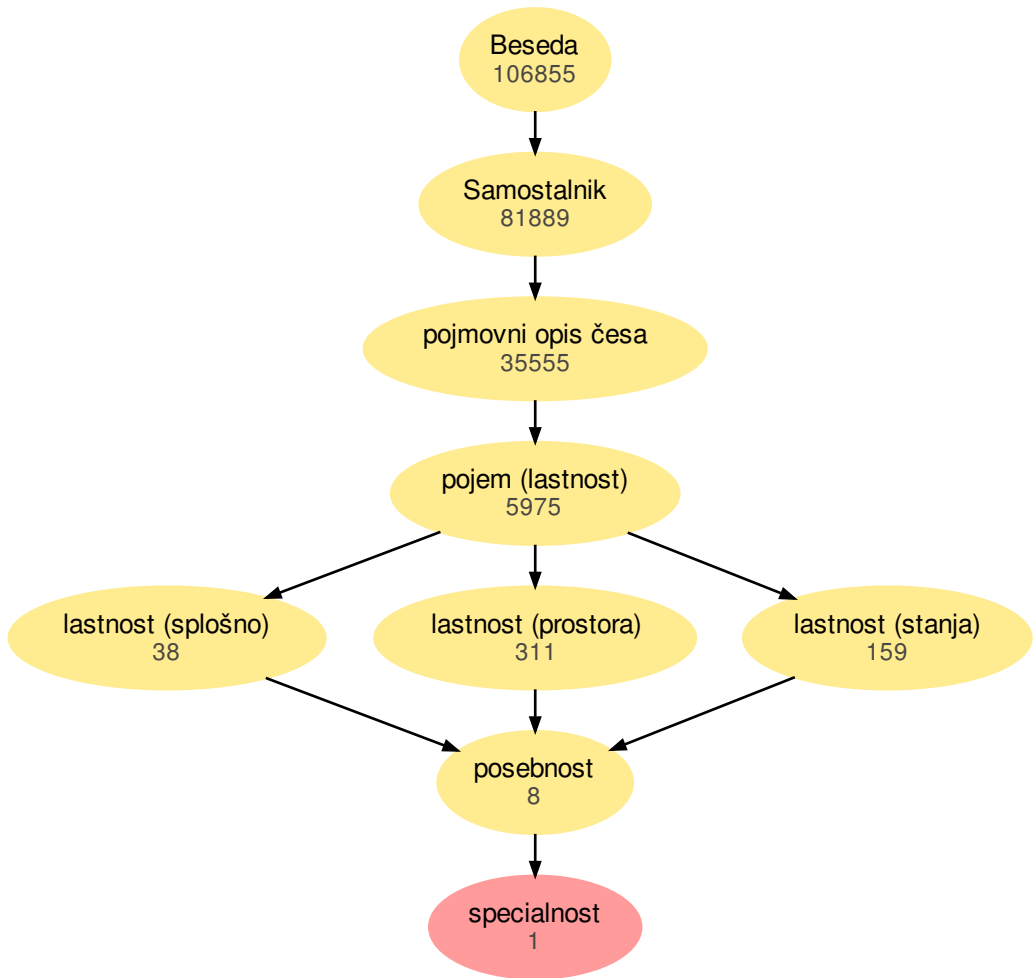 Beseda
106855
Samostalnik
81889
pojmovni opis česa
35555
pojem (lastnost)
5975
lastnost (splošno)
38
lastnost (prostora)
311
lastnost (stanja)
159
posebnost
8
specialnost
1